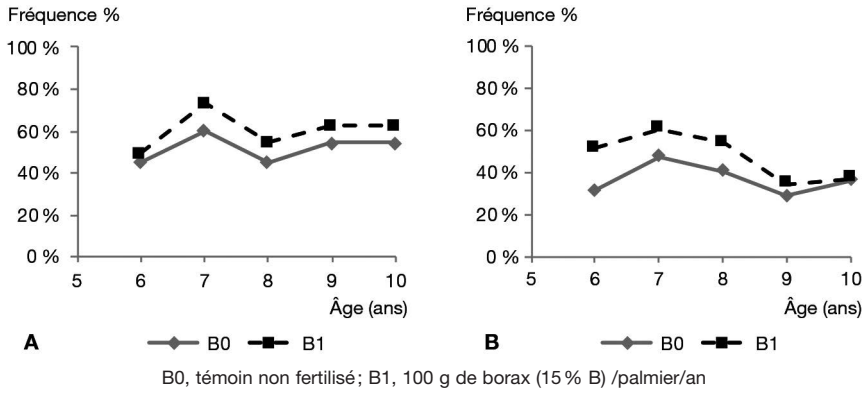 Fréquence %
100 %
80 %
60 %
40 %
20 %
0 %
5 6 7 8 9 10
Âge (ans)
A
B0 B1
Fréquence %
100 %
80 %
60 %
40 %
20 %
0 %
5 6 7 8 9 10
Âge (ans)
B
B0 B1
B0, témoin non fertilisé ; B1, 100 g de borax (15 % B) /palmier/an